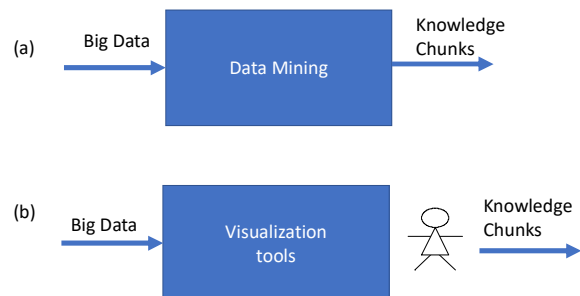 (a)
Big Data
Data Mining
Knowledge
Chunks
(b)
Big Data
Visualization
tools
Knowledge
Chunks